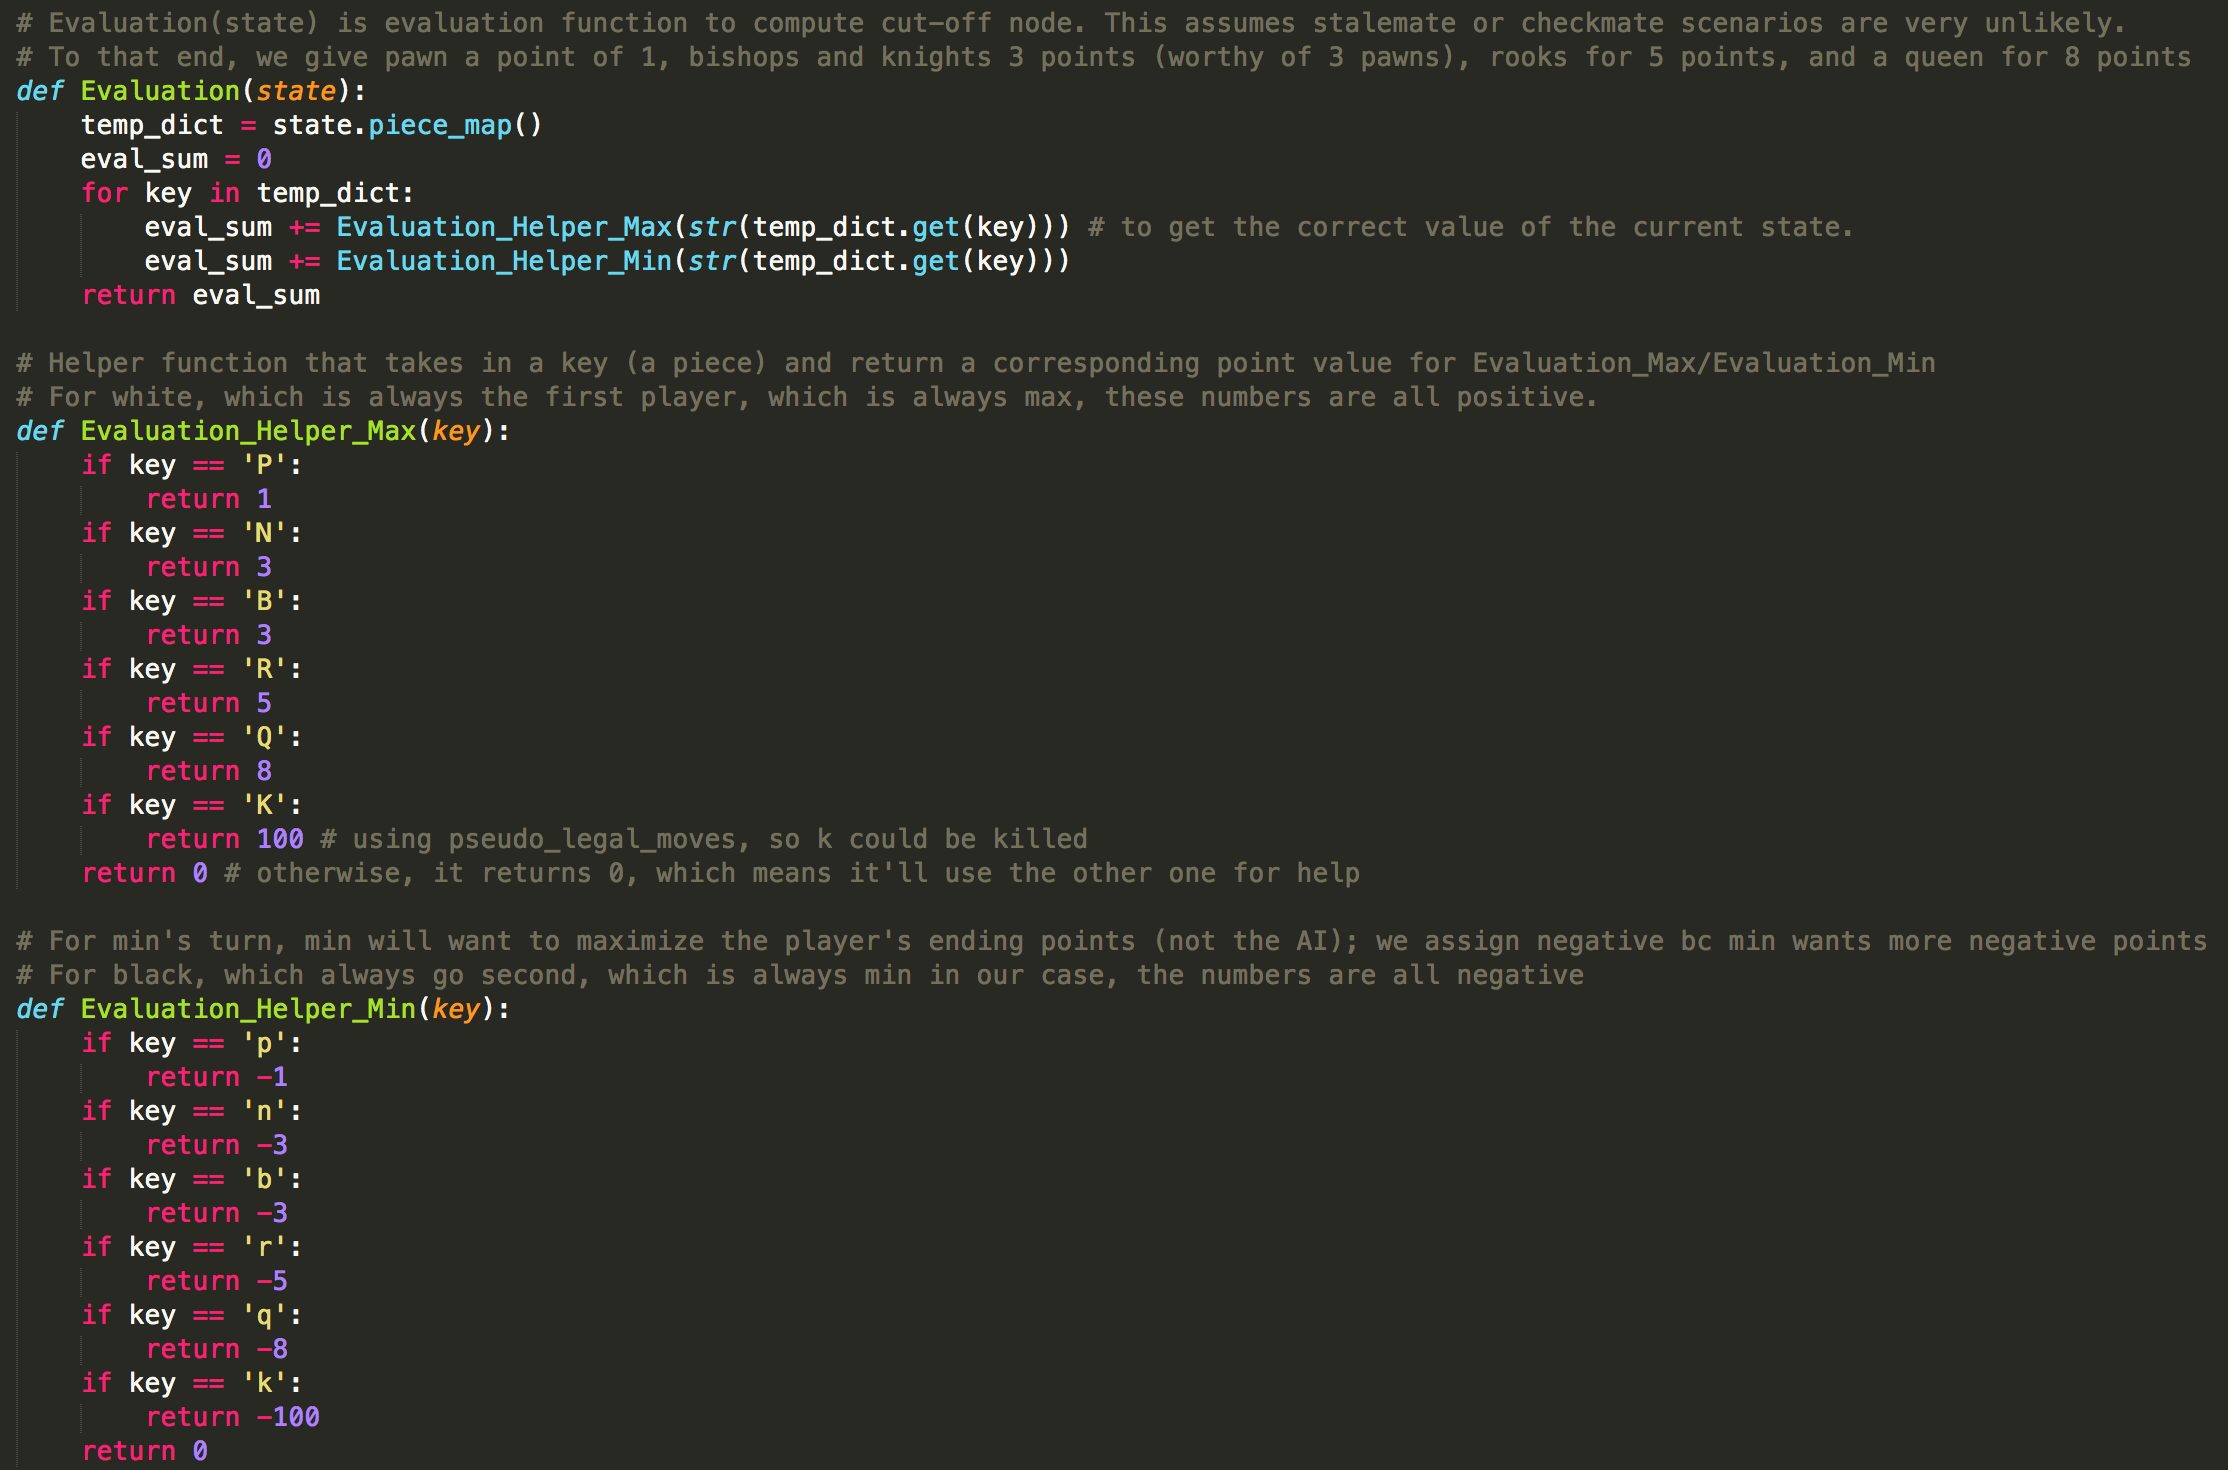 # Evaluation(state) is evaluation function to compute cut-off node. This assumes stalemate or checkmate scenarios are very unlikely.
# To that end, we give pawn a point of 1, bishops and knights 3 points (worthy of 3 pawns), rooks for 5 points, and a queen for 8 points
def Evaluation(state):
    temp_dict = state.piece_map()
    eval_sum = 0
    for key in temp_dict:
        eval_sum += Evaluation_Helper_Max(str(temp_dict.get(key))) # to get the correct value of the current state.
        eval_sum += Evaluation_Helper_Min(str(temp_dict.get(key)))
    return eval_sum

# Helper function that takes in a key (a piece) and return a corresponding point value for Evaluation_Max/Evaluation_Min
# For white, which is always the first player, which is always max, these numbers are all positive.
def Evaluation_Helper_Max(key):
    if key == 'P':
        return 1
    if key == 'N':
        return 3
    if key == 'B':
        return 3
    if key == 'R':
        return 5
    if key == 'Q':
        return 8
    if key == 'K':
        return 100 # using pseudo_legal_moves, so k could be killed
    return 0 # otherwise, it returns 0, which means it'll use the other one for help

# For min's turn, min will want to maximize the player's ending points (not the AI); we assign negative bc min wants more negative points
# For black, which always go second, which is always min in our case, the numbers are all negative
def Evaluation_Helper_Min(key):
    if key == 'p':
        return -1
    if key == 'n':
        return -3
    if key == 'b':
        return -3
    if key == 'r':
        return -5
    if key == 'q':
        return -8
    if key == 'k':
        return -100
    return 0